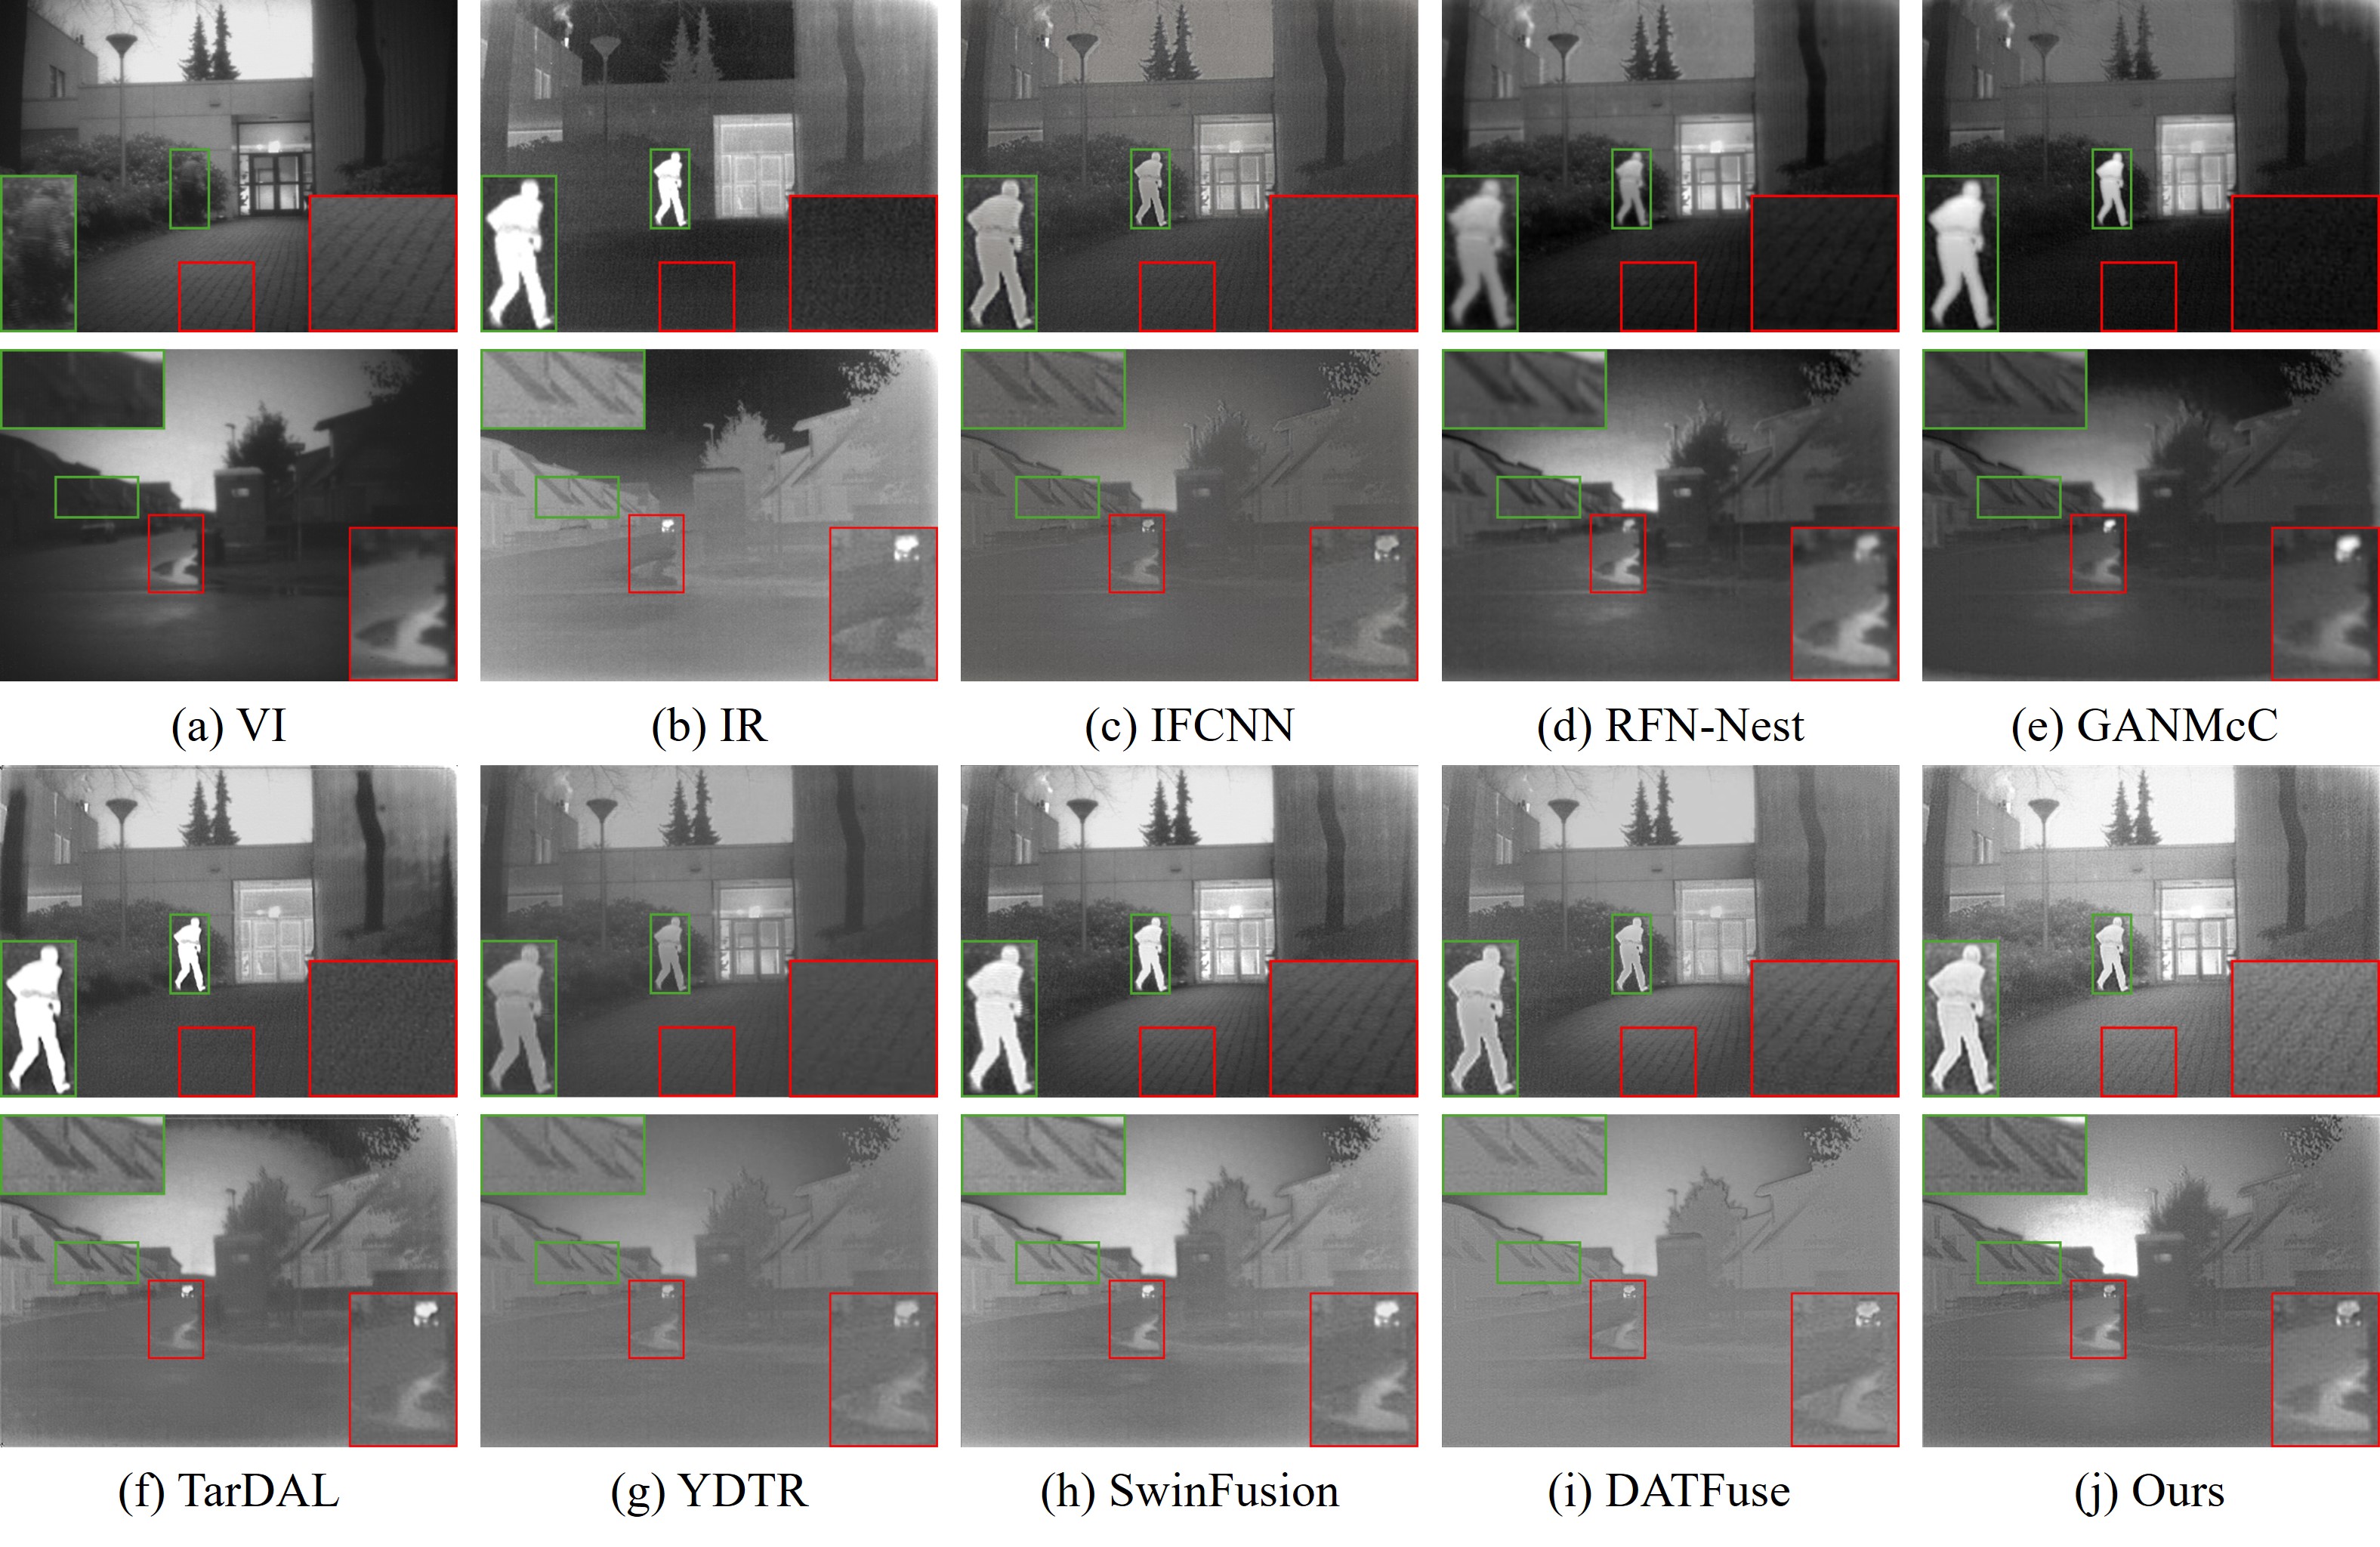 (a) VI
(b) IR
(c) IFCNN
(d) RFN-Nest
(e) GANMcC
(f) TarDAL
(g) YDTR
(h) SwinFusion
(i) DATFuse
(j) Ours